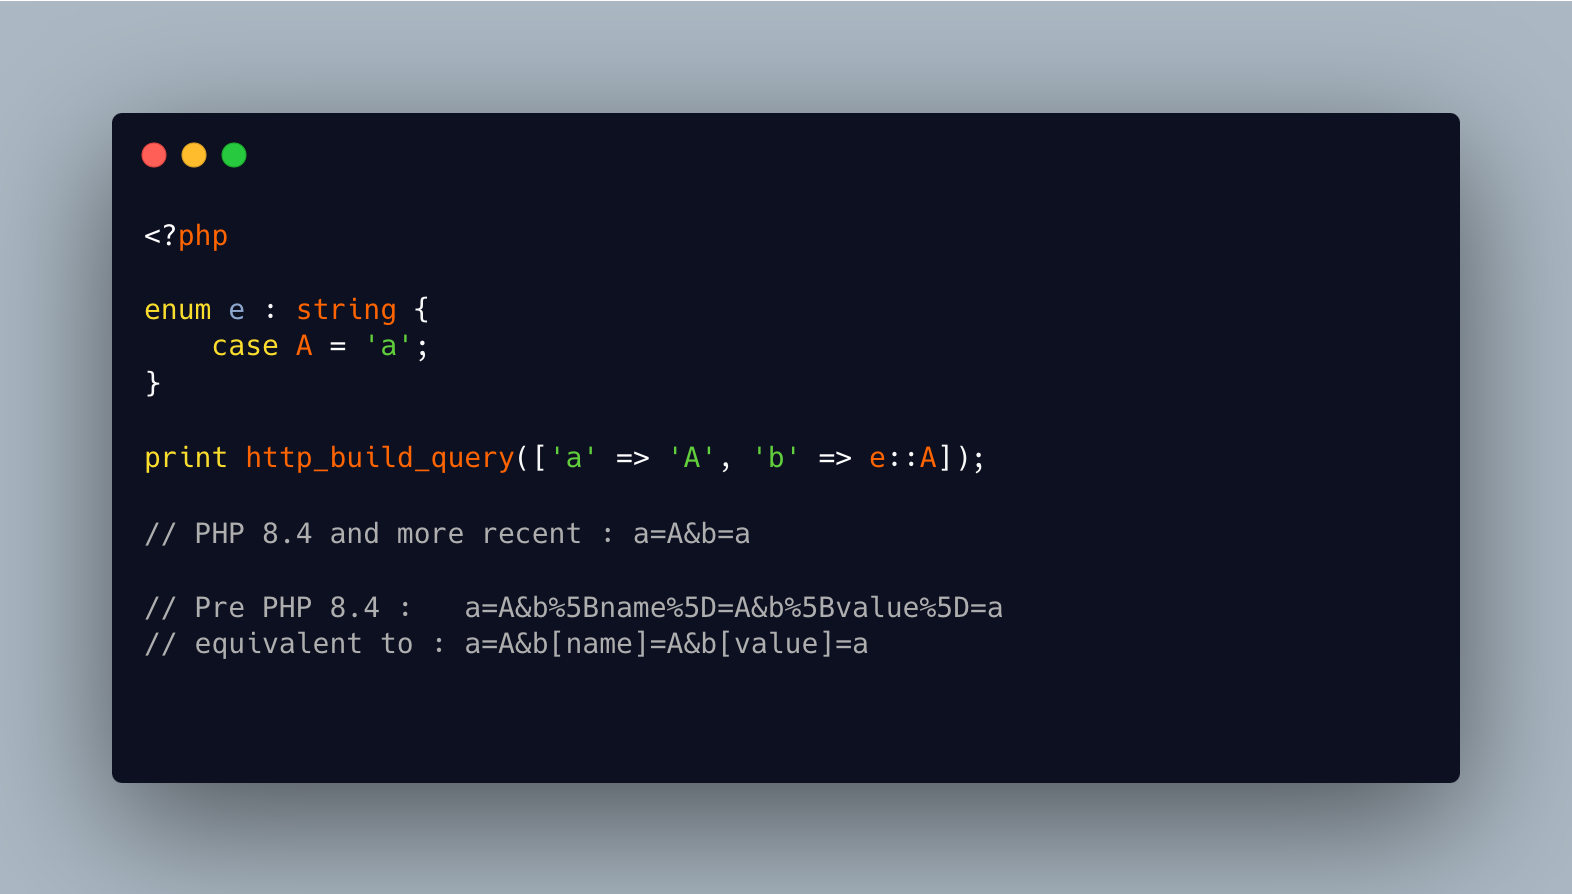 <?php
enum e : string {
    case A = 'a';
}
print http_build_query(['a' => 'A', 'b' => e::A]);
// PHP 8.4 and more recent : a=A&b=a
// Pre PHP 8.4 :   a=A&b%5Bname%5D=A&b%5Bvalue%5D=a
// equivalent to : a=A&b[name]=A&b[value]=a